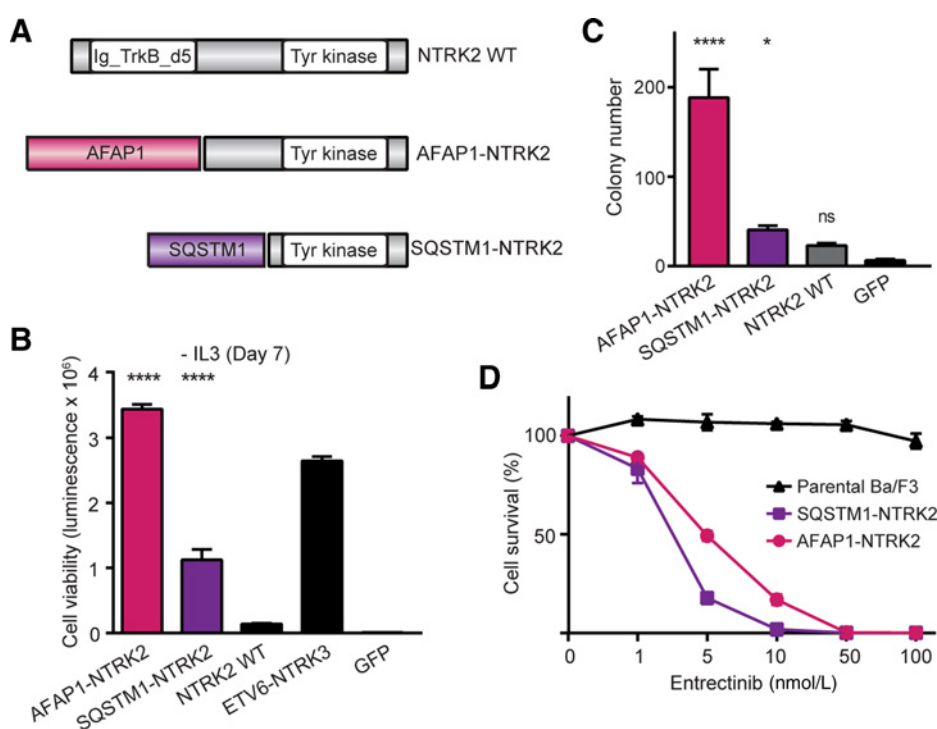 A
Ig_TrkB_d5 Tyr kinase NTRK2 WT
AFAP1 Tyr kinase AFAP1-NTRK2
SQSTM1 Tyr kinase SQSTM1-NTRK2
B
- IL3 (Day 7)
**** ****
Cell viability (luminescence x 10⁶)
4
3
2
1
0
AFAP-NTRK2
SQSTM1-NTRK2
NTRK2 WT
ETV6-NTRK3
GFP
C
**** *
ns
Colony number
200
100
0
AFAP1-NTRK2
SQSTM1-NTRK2
NTRK2 WT
GFP
D
Cell survival (%)
100
50
Parental Ba/F3
SQSTM1-NTRK2
AFAP1-NTRK2
0 1 5 10 50 100
Entrectinib (nmol/L)